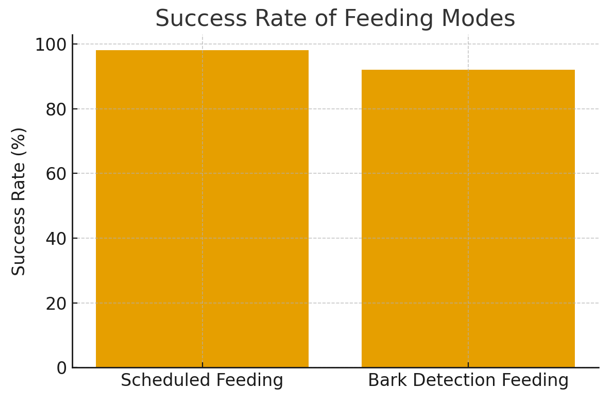 Success Rate of Feeding Modes
Success Rate (%)
100
80
60
40
20
0
Scheduled Feeding
Bark Detection Feeding